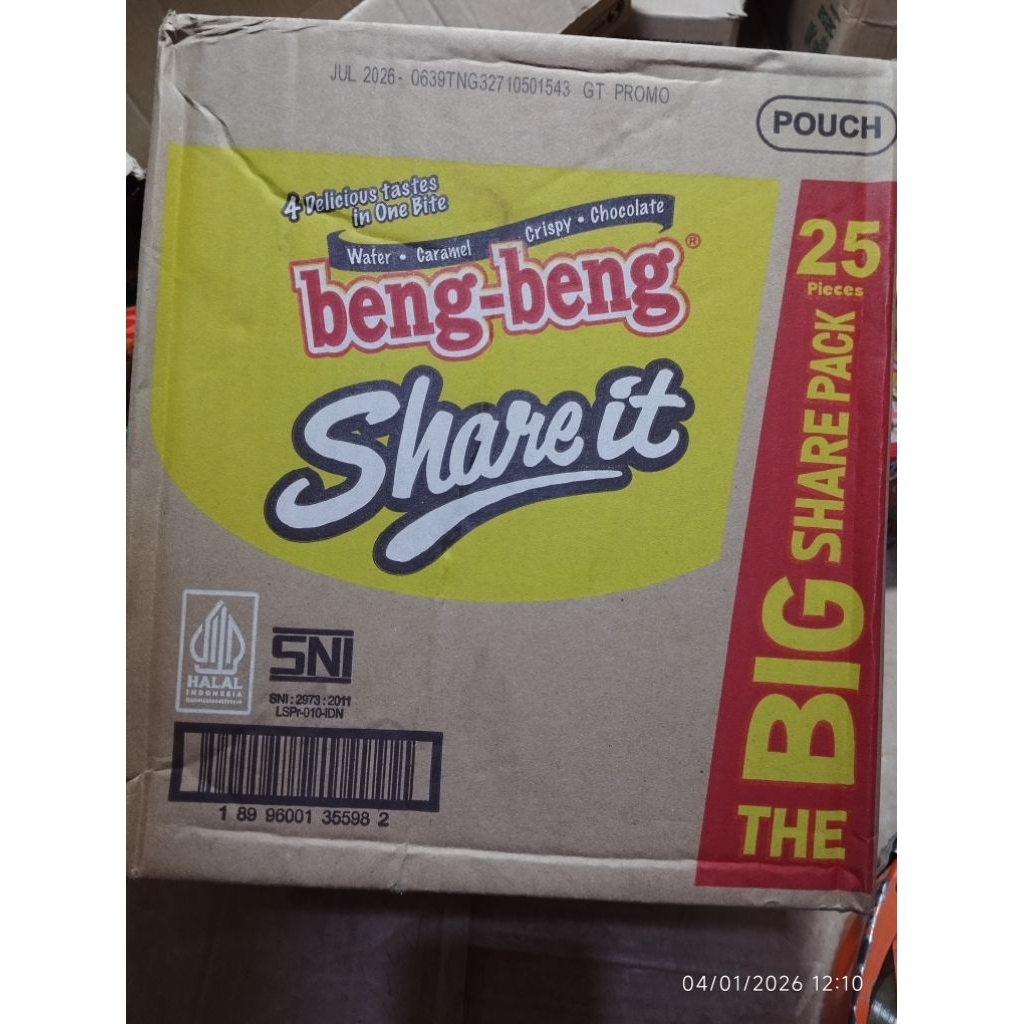 JUL 2026- 0639TNG32710501543 GT PROMO
POUCH
4 Delicious tastes
in One Bite
Wafer • Caramel Crispy • Chocolate
beng-beng®
Share it
25
Pieces
THE BIG SHARE PACK
HALAL
INDONESIA
SNI
SNI : 2973 : 2011
LSPr-010-IDN
1 89 96001 35598 2
04/01/2026 12:10